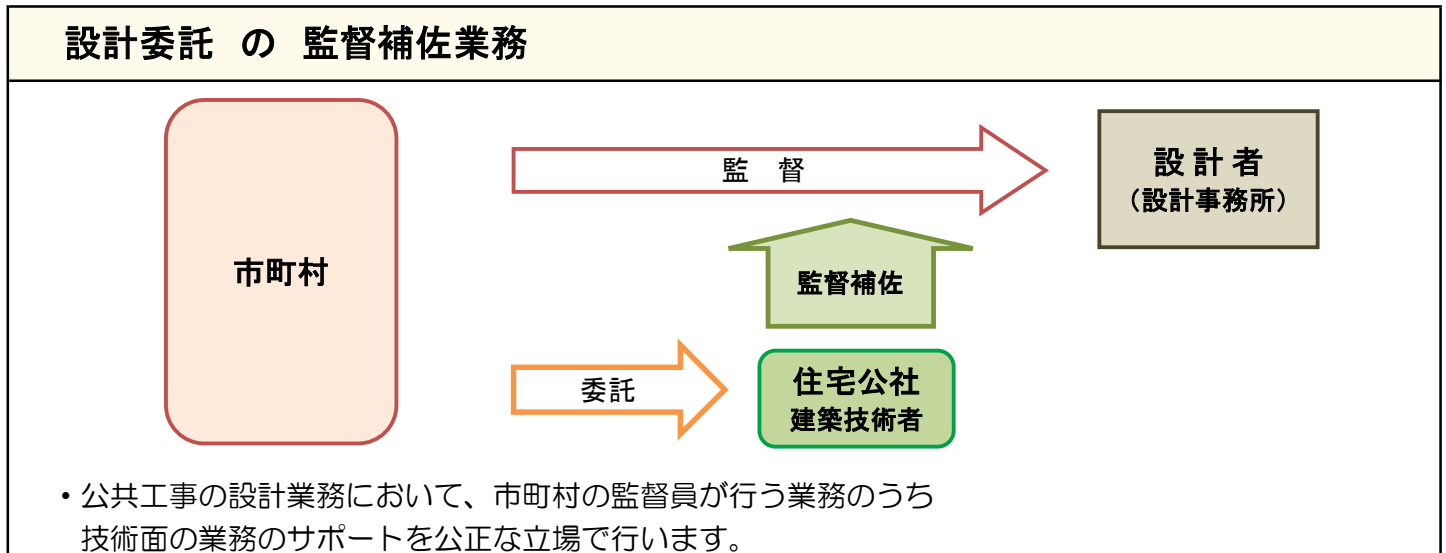 設計委託 の 監督補佐業務
監 督
設 計 者
（設計事務所）
市町村
監督補佐
委託
住宅公社
建築技術者
・公共工事の設計業務において、市町村の監督員が行う業務のうち
技術面の業務のサポートを公正な立場で行います。